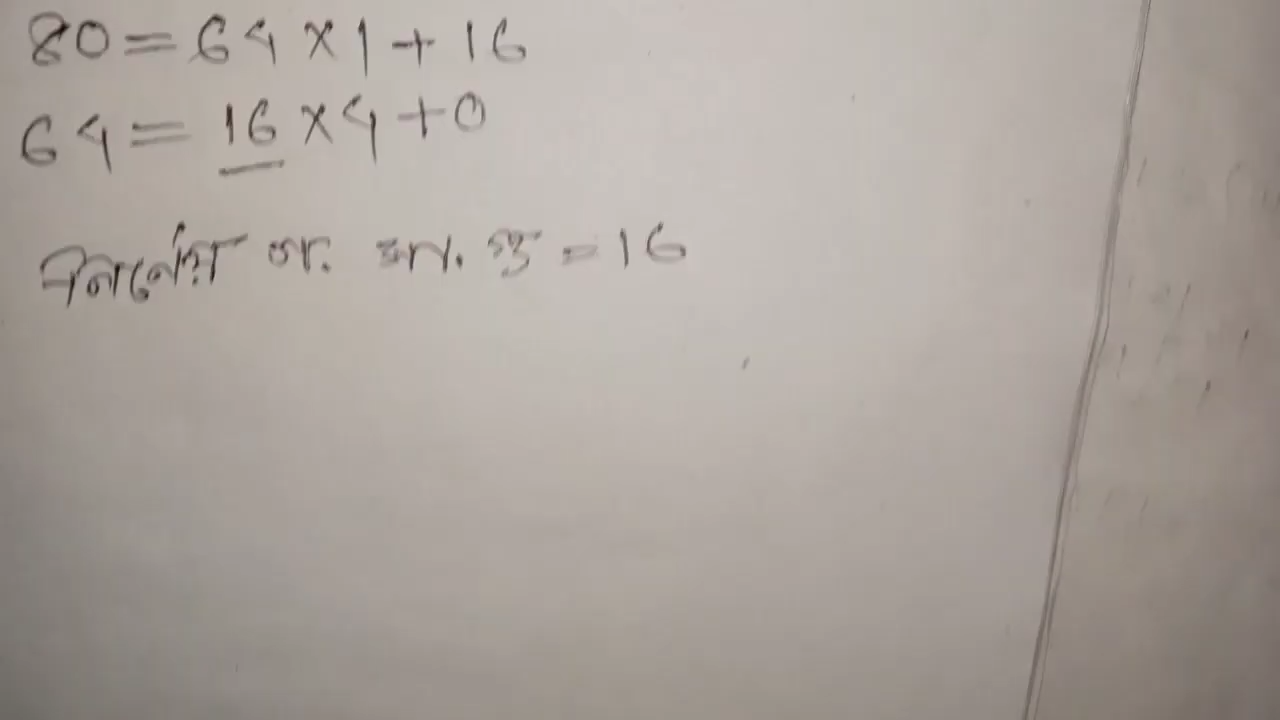 80 = 64 × 1 + 16
64 = 16 × 4 + 0
নির্ণেয় গ. সা. গু = 16